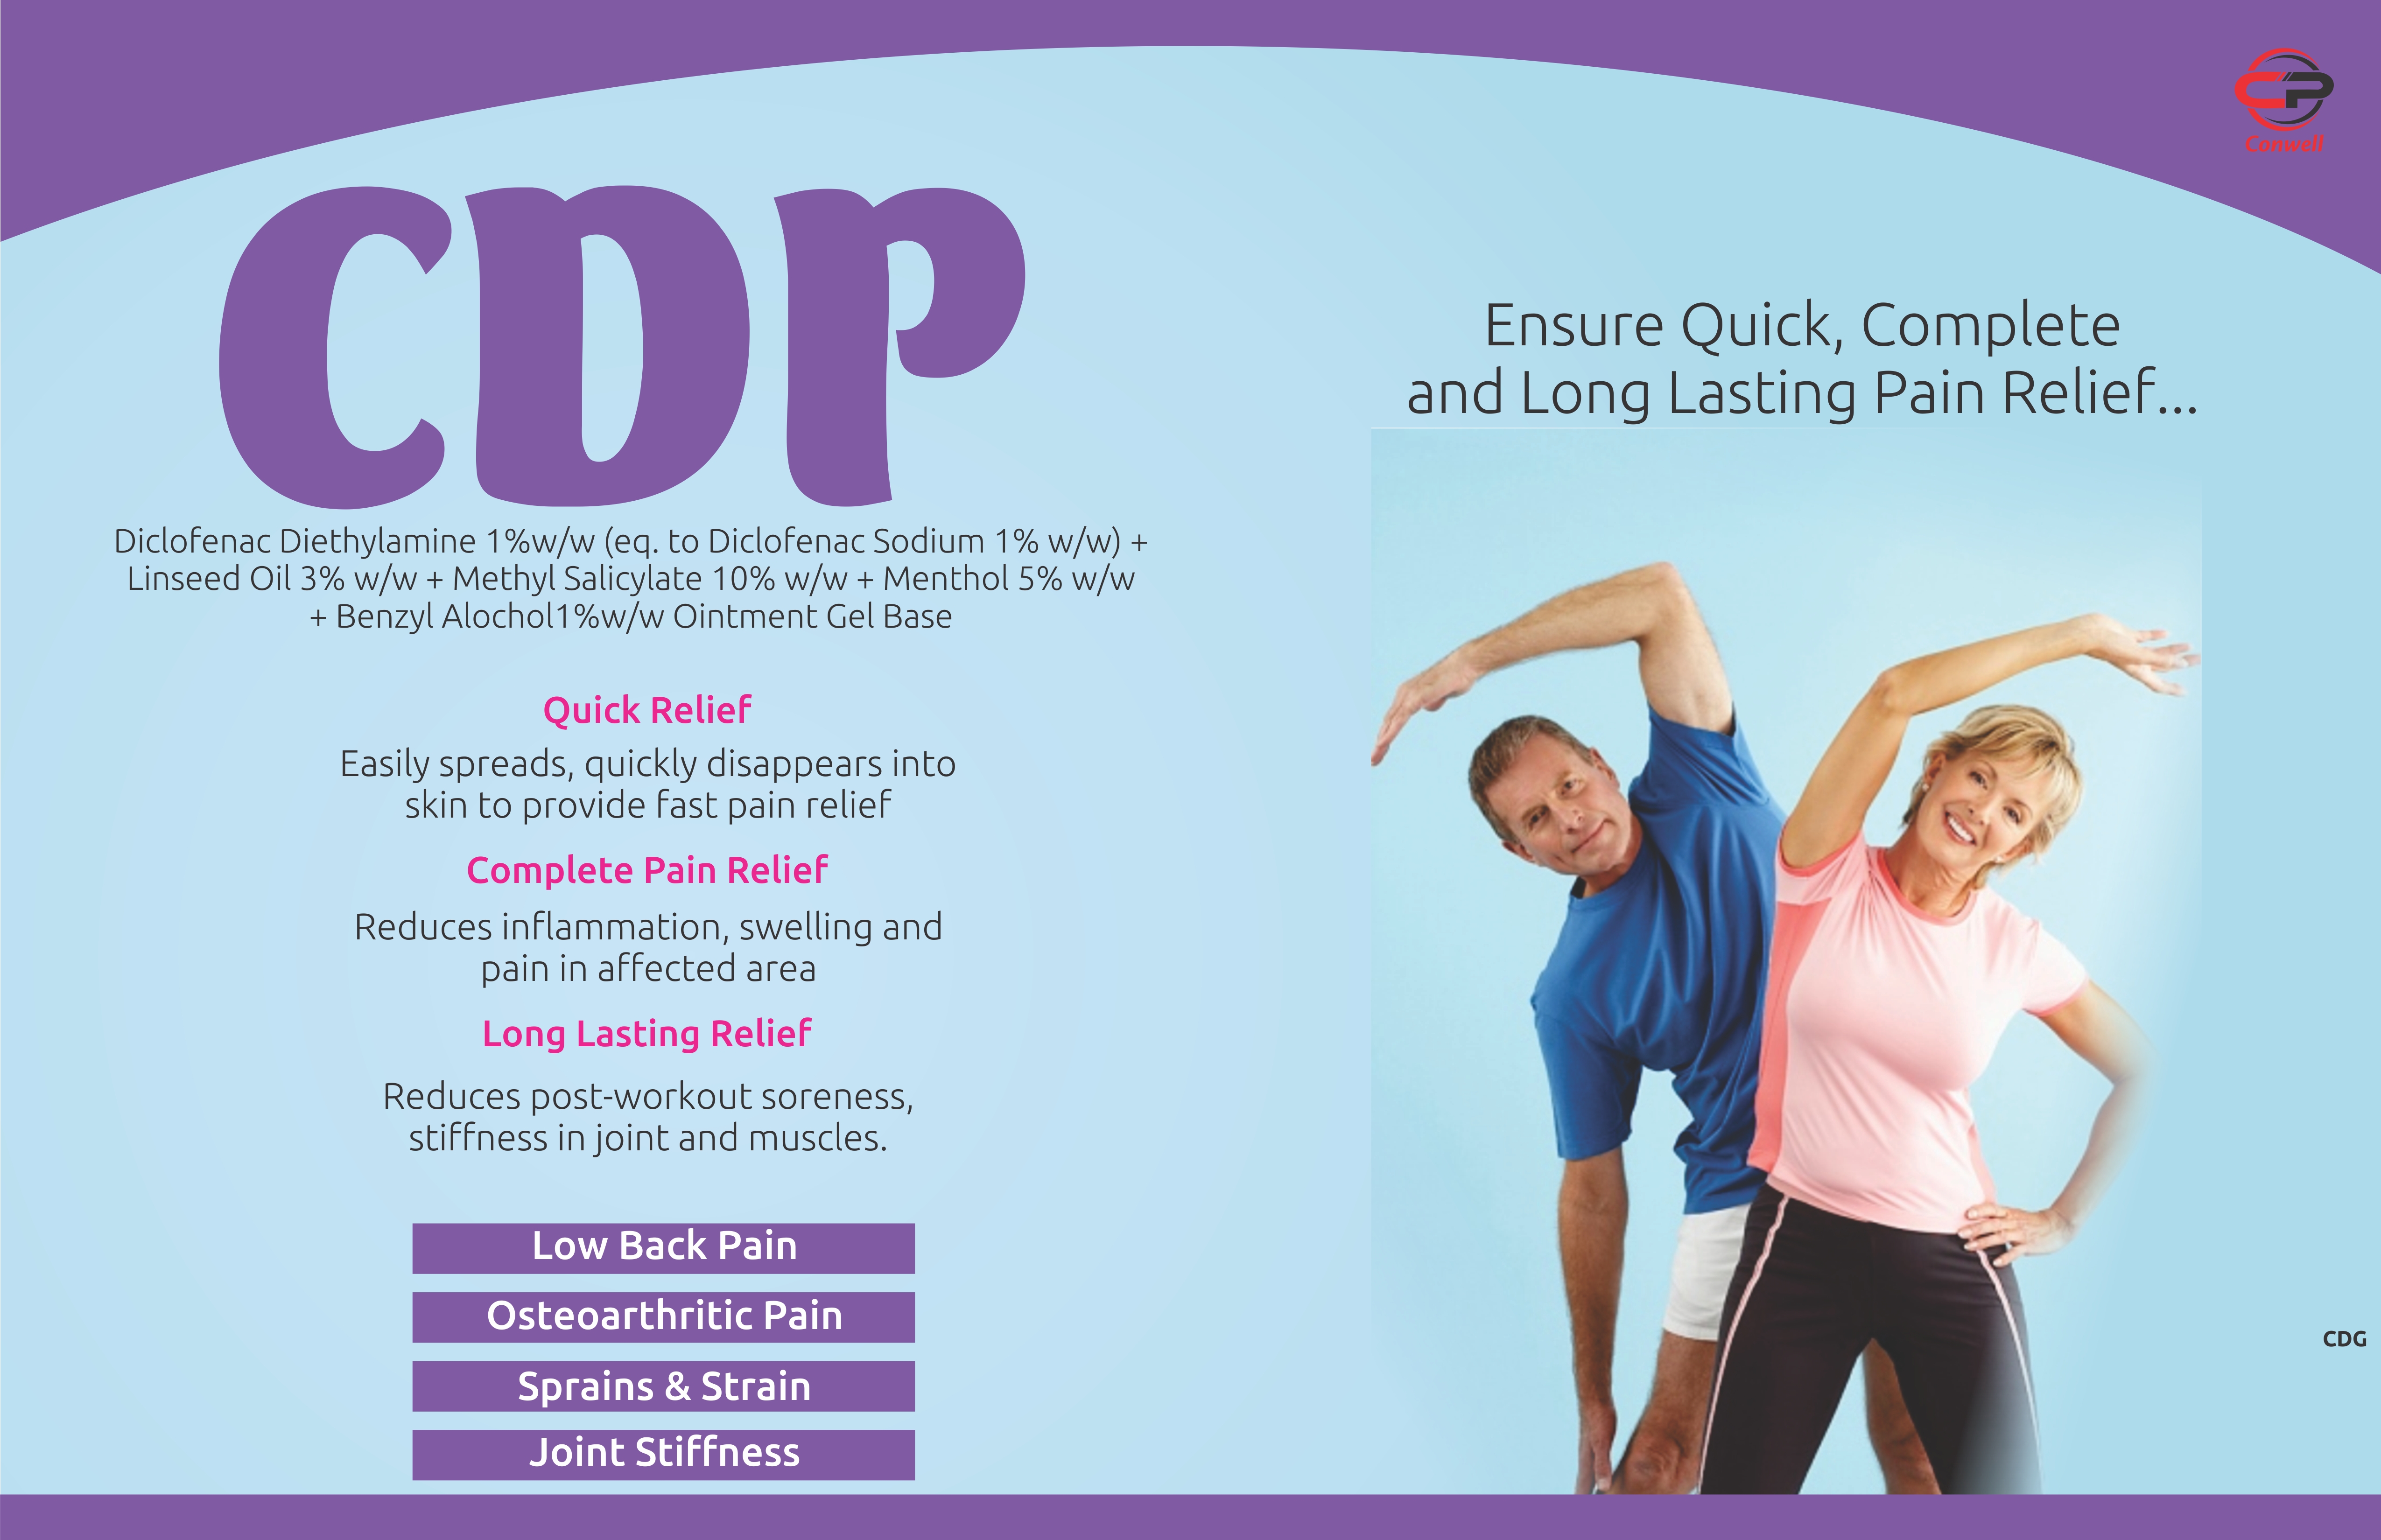 CDP
Diclofenac Diethylamine 1%w/w (eq. to Diclofenac Sodium 1% w/w) +
Linseed Oil 3% w/w + Methyl Salicylate 10% w/w + Menthol 5% w/w
+ Benzyl Alochol1%w/w Ointment Gel Base
Quick Relief
Easily spreads, quickly disappears into
skin to provide fast pain relief
Complete Pain Relief
Reduces inflammation, swelling and
pain in affected area
Long Lasting Relief
Reduces post-workout soreness,
stiffness in joint and muscles.
Low Back Pain
Osteoarthritic Pain
Sprains & Strain
Joint Stiffness
CP
Conwell
Ensure Quick, Complete
and Long Lasting Pain Relief...
CDG